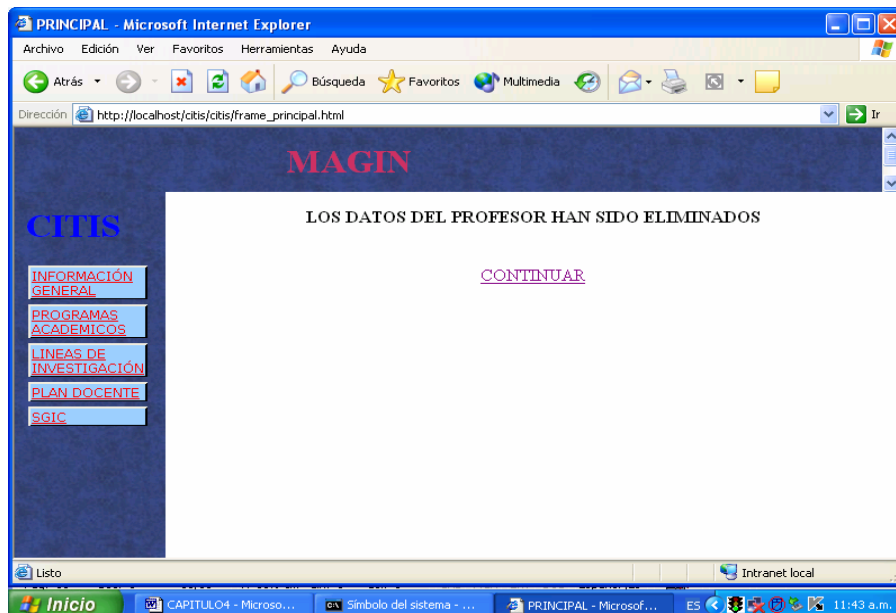 PRINCIPAL - Microsoft Internet Explorer
Archivo Edición Ver Favoritos Herramientas Ayuda
Atrás Búsqueda Favoritos Multimedia
Dirección http://localhost/citis/citis/frame_principal.html Ir
MAGIN
CITIS
LOS DATOS DEL PROFESOR HAN SIDO ELIMINADOS
CONTINUAR
INFORMACIÓN
GENERAL
PROGRAMAS
ACADEMICOS
LINEAS DE
INVESTIGACIÓN
PLAN DOCENTE
SGIC
Listo Intranet local
Inicio CAPITULO4 - Microso... Símbolo del sistema - ... PRINCIPAL - Microsof... ES 11:43 a.m.